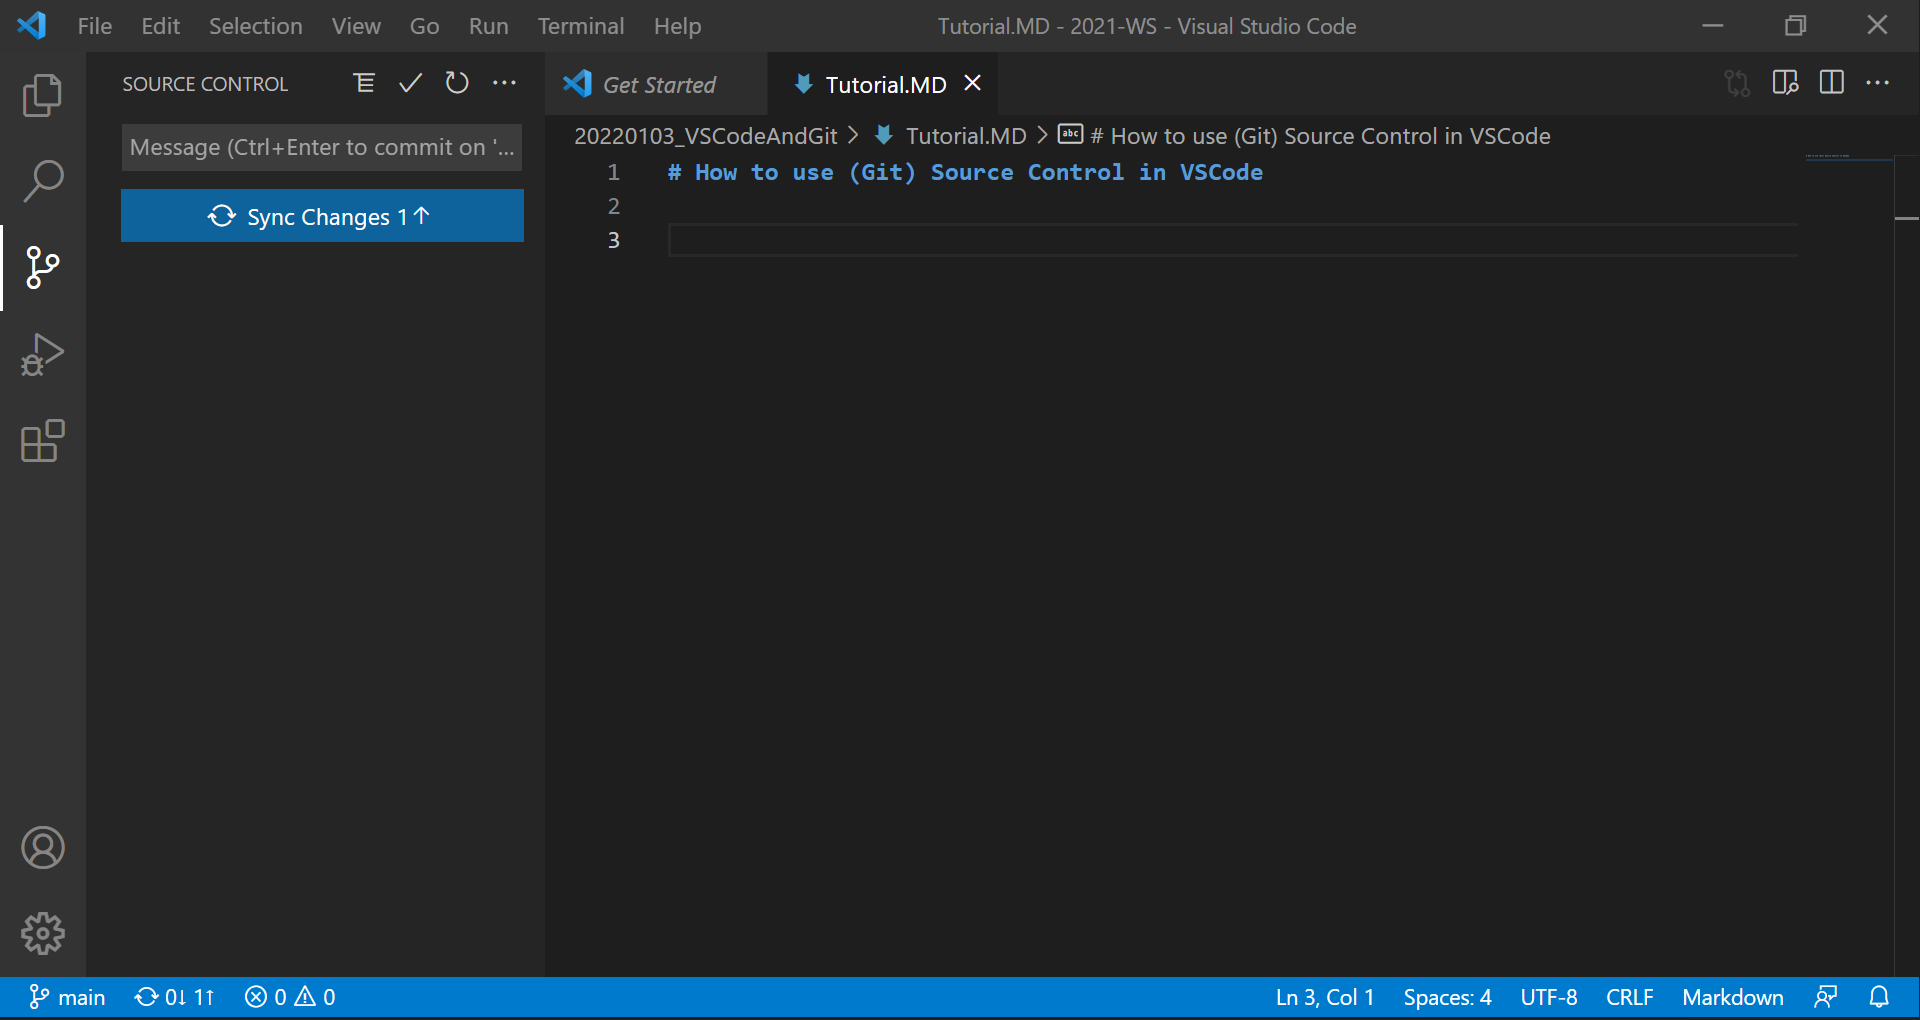 File Edit Selection View Go Run Terminal Help Tutorial.MD - 2021-WS - Visual Studio Code
SOURCE CONTROL
Message (Ctrl+Enter to commit on '...
Sync Changes 1↑
Get Started Tutorial.MD
20220103_VSCodeAndGit > Tutorial.MD > abc # How to use (Git) Source Control in VSCode
1 # How to use (Git) Source Control in VSCode
2
3
main 0↓ 1↑ 0 0 Ln 3, Col 1 Spaces: 4 UTF-8 CRLF Markdown